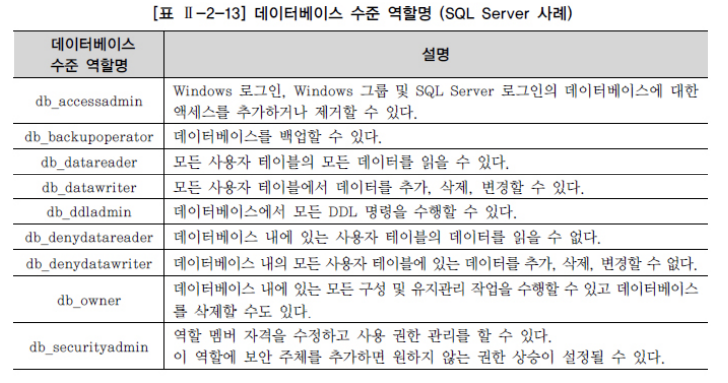 [표 Ⅱ-2-13] 데이터베이스 수준 역할명 (SQL Server 사례)
데이터베이스
수준 역할명
설명
db_accessadmin
Windows 로그인, Windows 그룹 및 SQL Server 로그인의 데이터베이스에 대한
액세스를 추가하거나 제거할 수 있다.
db_backupoperator
데이터베이스를 백업할 수 있다.
db_datareader
모든 사용자 테이블의 모든 데이터를 읽을 수 있다.
db_datawriter
모든 사용자 테이블에서 데이터를 추가, 삭제, 변경할 수 있다.
db_ddladmin
데이터베이스에서 모든 DDL 명령을 수행할 수 있다.
db_denydatareader
데이터베이스 내에 있는 사용자 테이블의 데이터를 읽을 수 없다.
db_denydatawriter
데이터베이스 내의 모든 사용자 테이블에 있는 데이터를 추가, 삭제, 변경할 수 없다.
db_owner
데이터베이스 내에 있는 모든 구성 및 유지관리 작업을 수행할 수 있고 데이터베이스
를 삭제할 수도 있다.
db_securityadmin
역할 멤버 자격을 수정하고 사용 권한 관리를 할 수 있다.
이 역할에 보안 주체를 추가하면 원하지 않는 권한 상승이 설정될 수 있다.